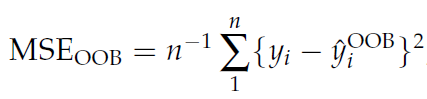 MSE_OOB = n^{-1} \sum_{1}^{n} \{y_i - \hat{y}_i^{OOB}\}^2,